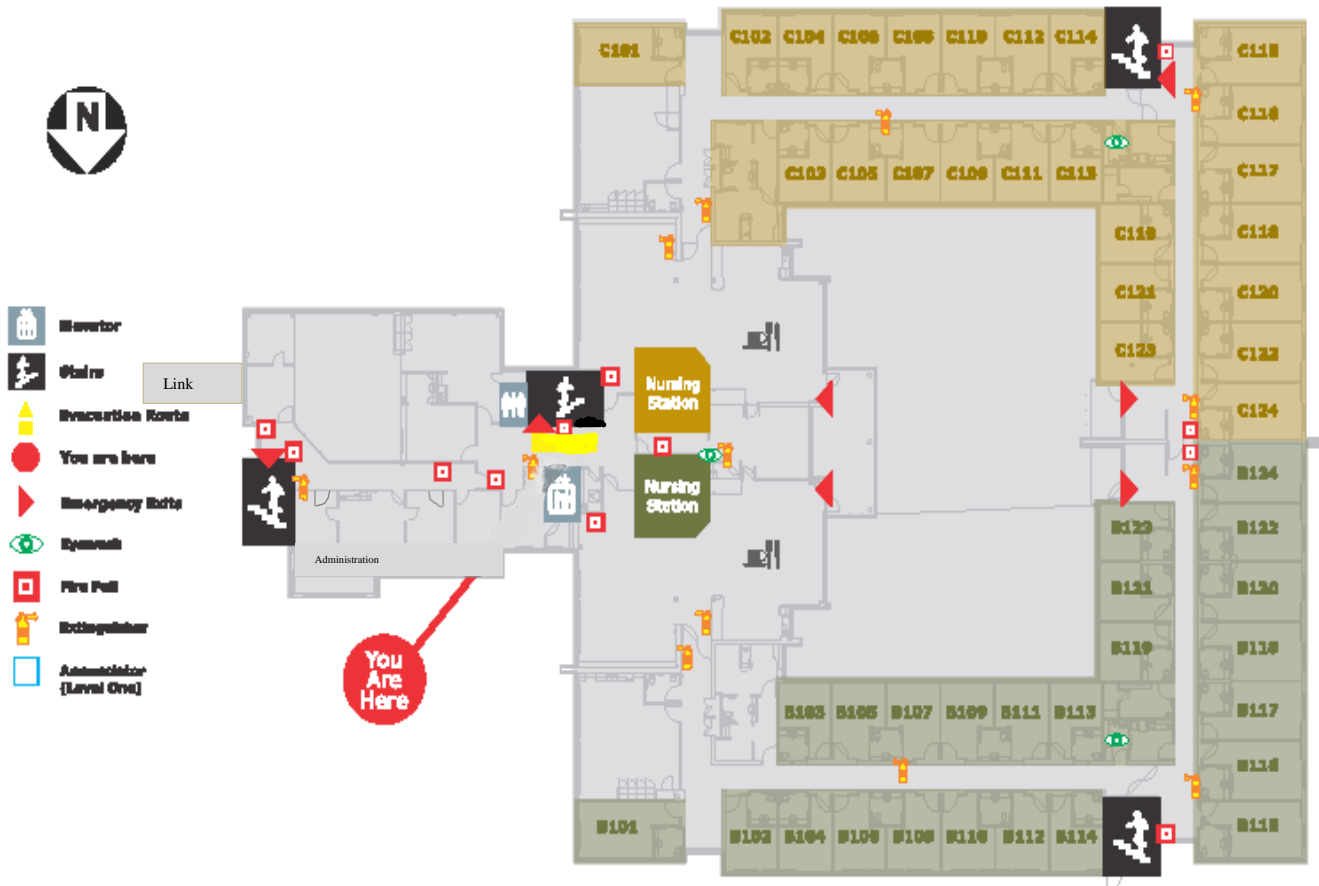 N
C101
C102 C104 C106 C108 C110 C112 C114
C115
C116
C103 C105 C107 C109 C111 C113
C117
C119
C118
C121
C120
C123
C122
C124
Elevator
Stairs
Evacuation Route
You are here
Emergency Exits
Eyewash
Fire Pull
Extinguisher
Annunciator
(Level One)
Link
Nursing
Station
Nursing
Station
Administration
You
Are
Here
B124
B123
B122
B121
B120
B119
B118
B103 B105 B107 B109 B111 B113
B117
B116
B101
B102 B104 B106 B108 B110 B112 B114
B115